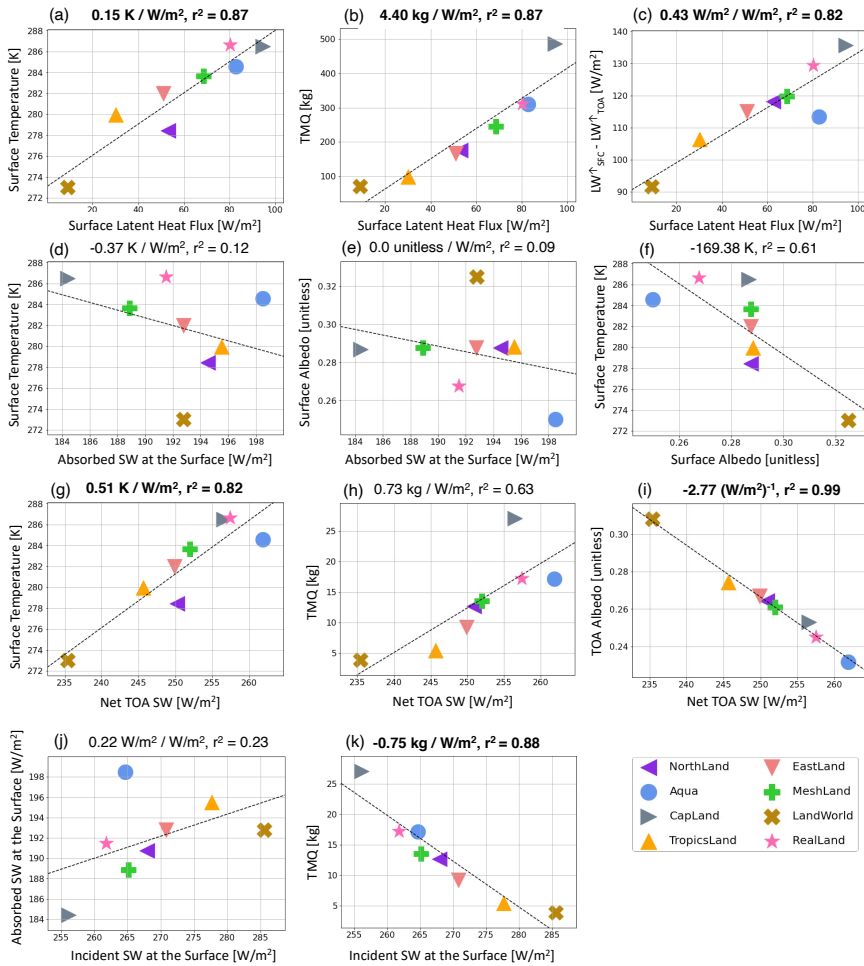 (a) 0.15 K / W/m², r² = 0.87
288
286
284
282
280
278
276
274
272
Surface Temperature [K]
20 40 60 80 100
Surface Latent Heat Flux [W/m²]
(b) 4.40 kg / W/m², r² = 0.87
500
400
300
200
100
TMQ [kg]
0 20 40 60 80 100
Surface Latent Heat Flux [W/m²]
(c) 0.43 W/m² / W/m², r² = 0.82
140
130
120
110
100
90
LW↑SFC - LW↑TOA [W/m²]
0 20 40 60 80 100
Surface Latent Heat Flux [W/m²]
(d) -0.37 K / W/m², r² = 0.12
288
286
284
282
280
278
276
274
272
Surface Temperature [K]
184 186 188 190 192 194 196 198
Absorbed SW at the Surface [W/m²]
(e) 0.0 unitless / W/m², r² = 0.09
0.32
0.30
0.28
0.26
Surface Albedo [unitless]
184 186 188 190 192 194 196 198
Absorbed SW at the Surface [W/m²]
(f) -169.38 K, r² = 0.61
288
286
284
282
280
278
276
274
272
Surface Temperature [K]
0.26 0.28 0.30 0.32
Surface Albedo [unitless]
(g) 0.51 K / W/m², r² = 0.82
288
286
284
282
280
278
276
274
272
Surface Temperature [K]
235 240 245 250 255 260
Net TOA SW [W/m²]
(h) 0.73 kg / W/m², r² = 0.63
25
20
15
10
5
TMQ [kg]
235 240 245 250 255 260
Net TOA SW [W/m²]
(i) -2.77 (W/m²)⁻¹, r² = 0.99
0.30
0.28
0.26
0.24
TOA Albedo [unitless]
235 240 245 250 255 260
Net TOA SW [W/m²]
(j) 0.22 W/m² / W/m², r² = 0.23
198
196
194
192
190
188
186
184
Absorbed SW at the Surface [W/m²]
255 260 265 270 275 280 285
Incident SW at the Surface [W/m²]
(k) -0.75 kg / W/m², r² = 0.88
25
20
15
10
5
TMQ [kg]
255 260 265 270 275 280 285
Incident SW at the Surface [W/m²]
NorthLand
Aqua
CapLand
TropicsLand
EastLand
MeshLand
LandWorld
RealLand